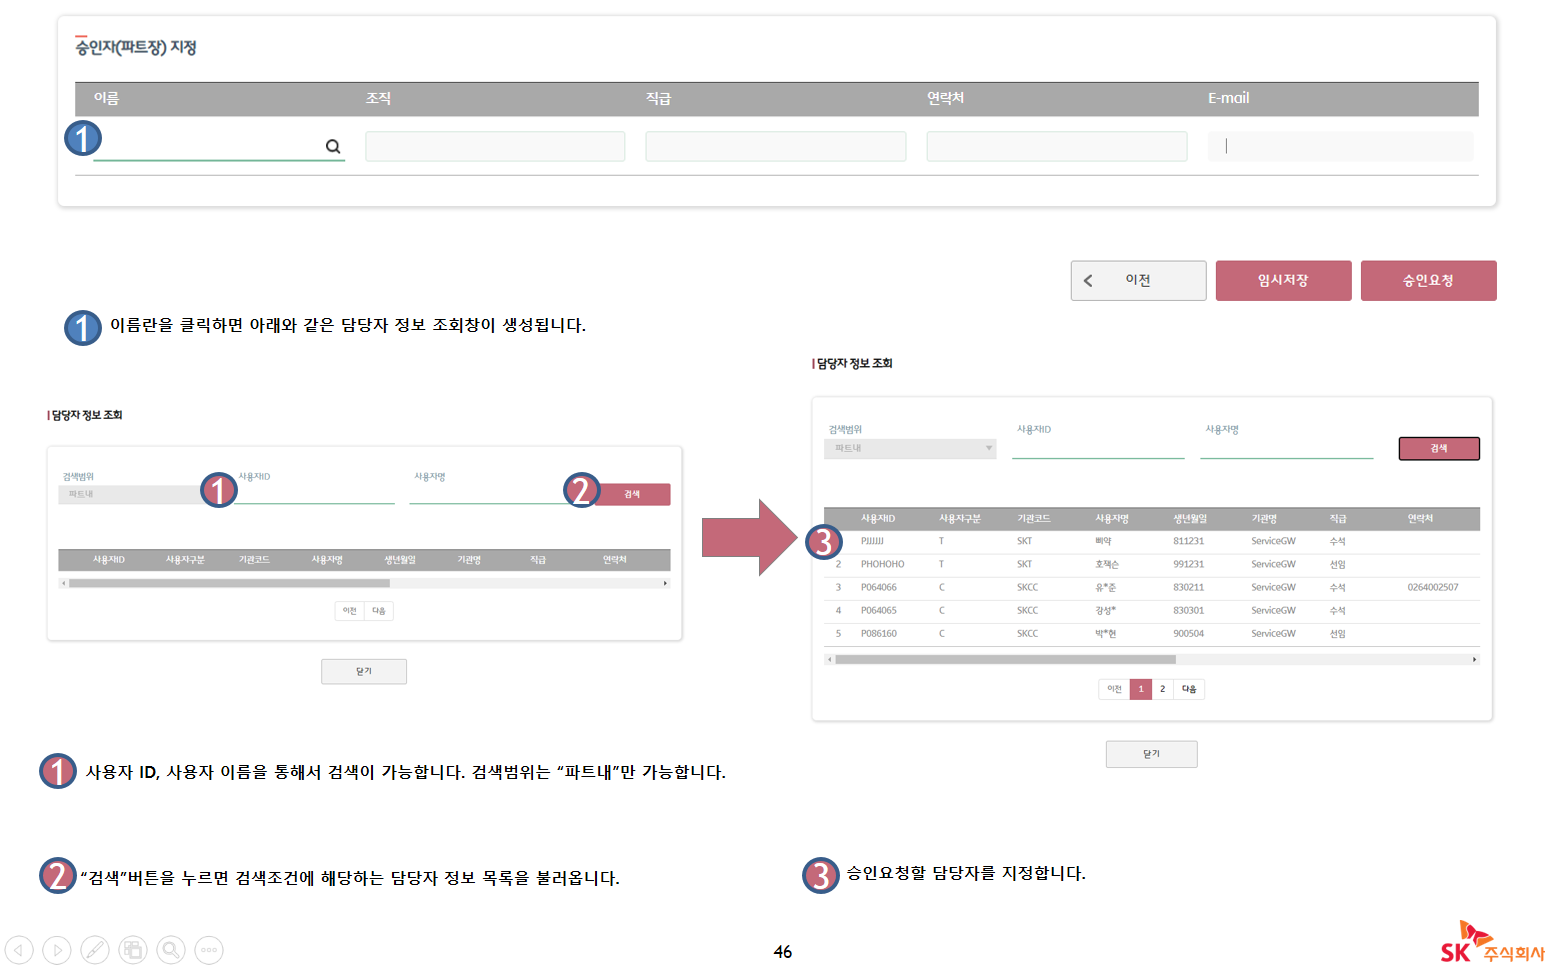 승인자(파트장) 지정
이름 조직 직급 연락처 E-mail
1
이전 임시저장 승인요청
1 이름란을 클릭하면 아래와 같은 담당자 정보 조회창이 생성됩니다.
담당자 정보 조회
검색범위 사용자ID 사용자명
파트내 1 2 검색
사용자ID 사용자구분 기관코드 사용자명 생년월일 기관명 직급 연락처
이전 다음
닫기
담당자 정보 조회
검색범위 사용자ID 사용자명
파트내 검색
사용자ID 사용자구분 기관코드 사용자명 생년월일 기관명 직급 연락처
3 PJJJJJJ T SKT 삐약 811231 ServiceGW 수석
2 PHOHOHO T SKT 호잭슨 991231 ServiceGW 선임
3 P064066 C SKCC 유*준 830211 ServiceGW 수석 0264002507
4 P064065 C SKCC 강성* 830301 ServiceGW 수석
5 P086160 C SKCC 박*현 900504 ServiceGW 선임
이전 1 2 다음
닫기
1 사용자 ID, 사용자 이름을 통해서 검색이 가능합니다. 검색범위는 “파트내”만 가능합니다.
2 “검색”버튼을 누르면 검색조건에 해당하는 담당자 정보 목록을 불러옵니다.
3 승인요청할 담당자를 지정합니다.
46
SK 주식회사